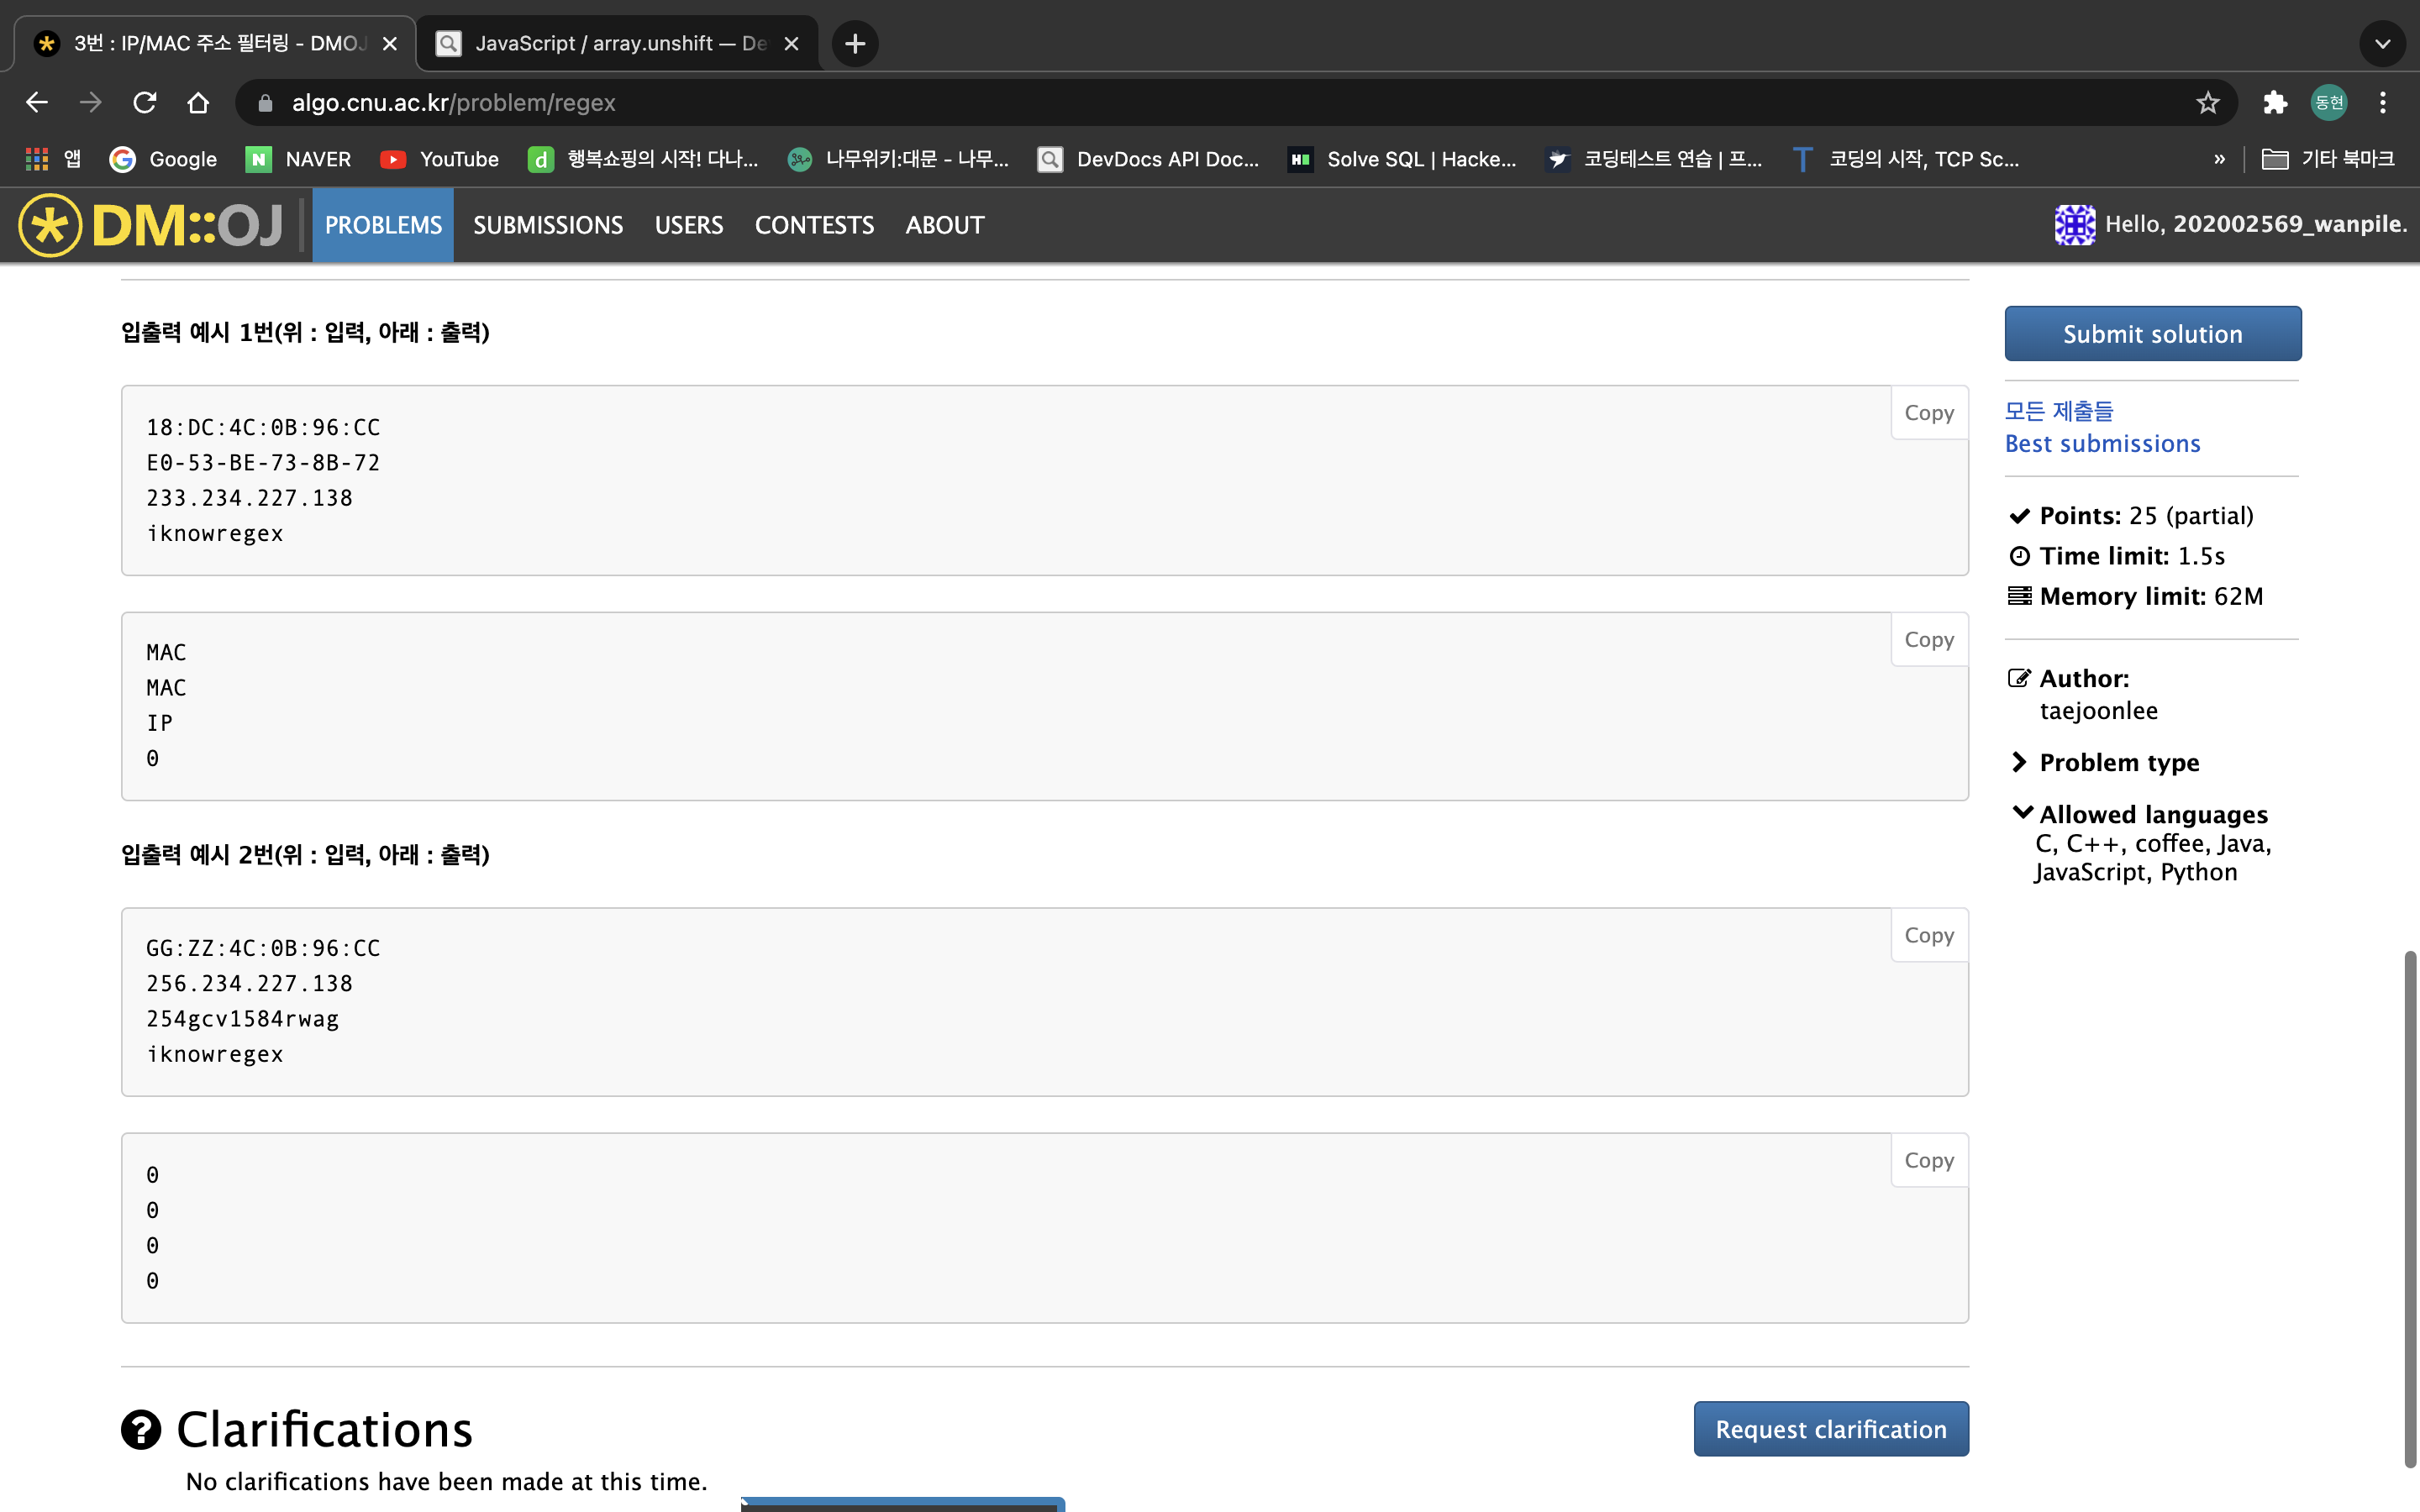 3번 : IP/MAC 주소 필터링 - DMOJ
JavaScript / array.unshift — De
algo.cnu.ac.kr/problem/regex
동현
앱
Google
NAVER
YouTube
행복쇼핑의 시작! 다나...
나무위키:대문 - 나무...
DevDocs API Doc...
Solve SQL | Hacke...
코딩테스트 연습 | 프...
코딩의 시작, TCP Sc...
»
기타 북마크
DM::OJ
PROBLEMS
SUBMISSIONS
USERS
CONTESTS
ABOUT
Hello, 202002569_wanpile.
입출력 예시 1번(위 : 입력, 아래 : 출력)
Copy
18:DC:4C:0B:96:CC
E0-53-BE-73-8B-72
233.234.227.138
iknowregex
Copy
MAC
MAC
IP
0
입출력 예시 2번(위 : 입력, 아래 : 출력)
Copy
GG:ZZ:4C:0B:96:CC
256.234.227.138
254gcv1584rwag
iknowregex
Copy
0
0
0
0
Clarifications
Request clarification
No clarifications have been made at this time.
Submit solution
모든 제출들
Best submissions
Points: 25 (partial)
Time limit: 1.5s
Memory limit: 62M
Author:
taejoonlee
Problem type
Allowed languages
C, C++, coffee, Java,
JavaScript, Python